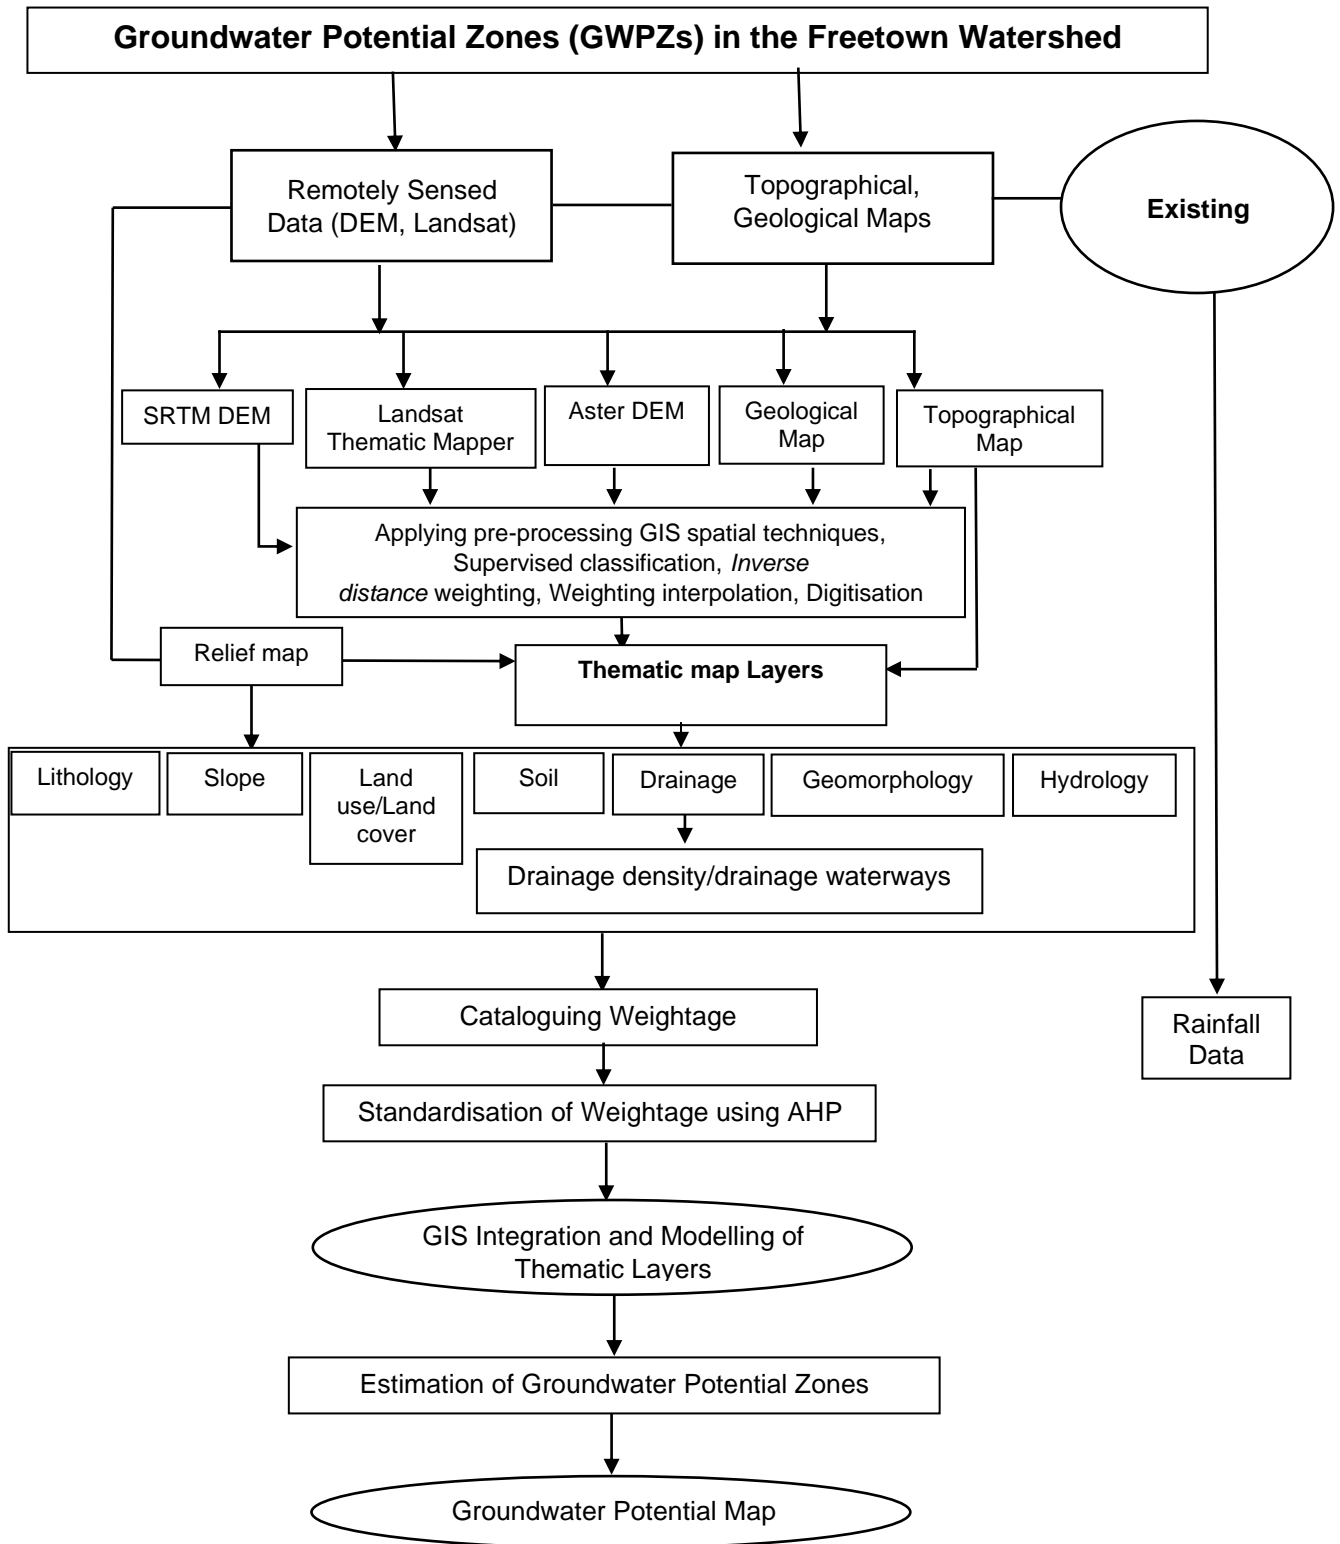 Groundwater Potential Zones (GWPZs) in the Freetown Watershed
Remotely Sensed
Data (DEM, Landsat)
Topographical,
Geological Maps
Existing
SRTM DEM
Landsat
Thematic Mapper
Aster DEM
Geological
Map
Topographical
Map
Applying pre-processing GIS spatial techniques,
Supervised classification, Inverse
distance weighting, Weighting interpolation, Digitisation
Relief map
Thematic map Layers
Lithology
Slope
Land
use/Land
cover
Soil
Drainage
Geomorphology
Hydrology
Drainage density/drainage waterways
Cataloguing Weightage
Rainfall
Data
Standardisation of Weightage using AHP
GIS Integration and Modelling of
Thematic Layers
Estimation of Groundwater Potential Zones
Groundwater Potential Map